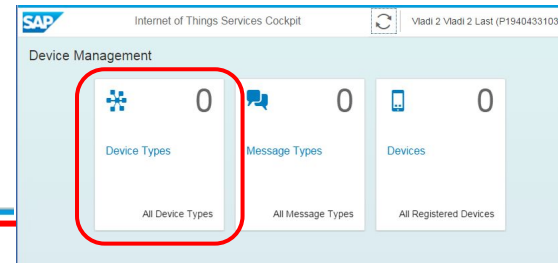 SAP Internet of Things Services Cockpit Vladi 2 Vladi 2 Last (P1940433103
Device Management
0 0 0
Device Types Message Types Devices
All Device Types All Message Types All Registered Devices